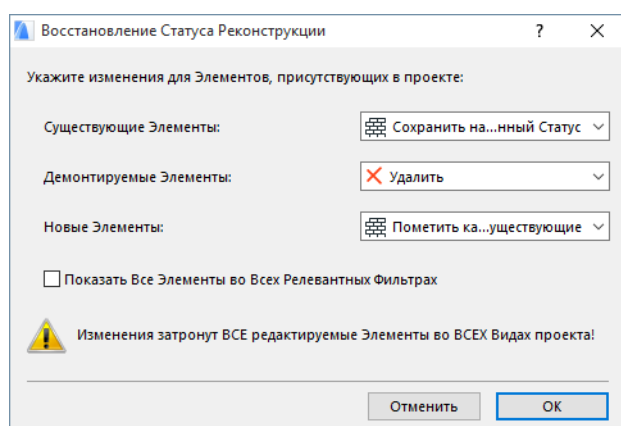 Восстановление Статуса Реконструкции ?
Укажите изменения для Элементов, присутствующих в проекте:
Существующие Элементы: Сохранить на...нный Статус
Демонтируемые Элементы: Удалить
Новые Элементы: Пометить ка...уществующие
Показать Все Элементы во Всех Релевантных Фильтрах
Изменения затронут ВСЕ редактируемые Элементы во ВСЕХ Видах проекта!
Отменить OK